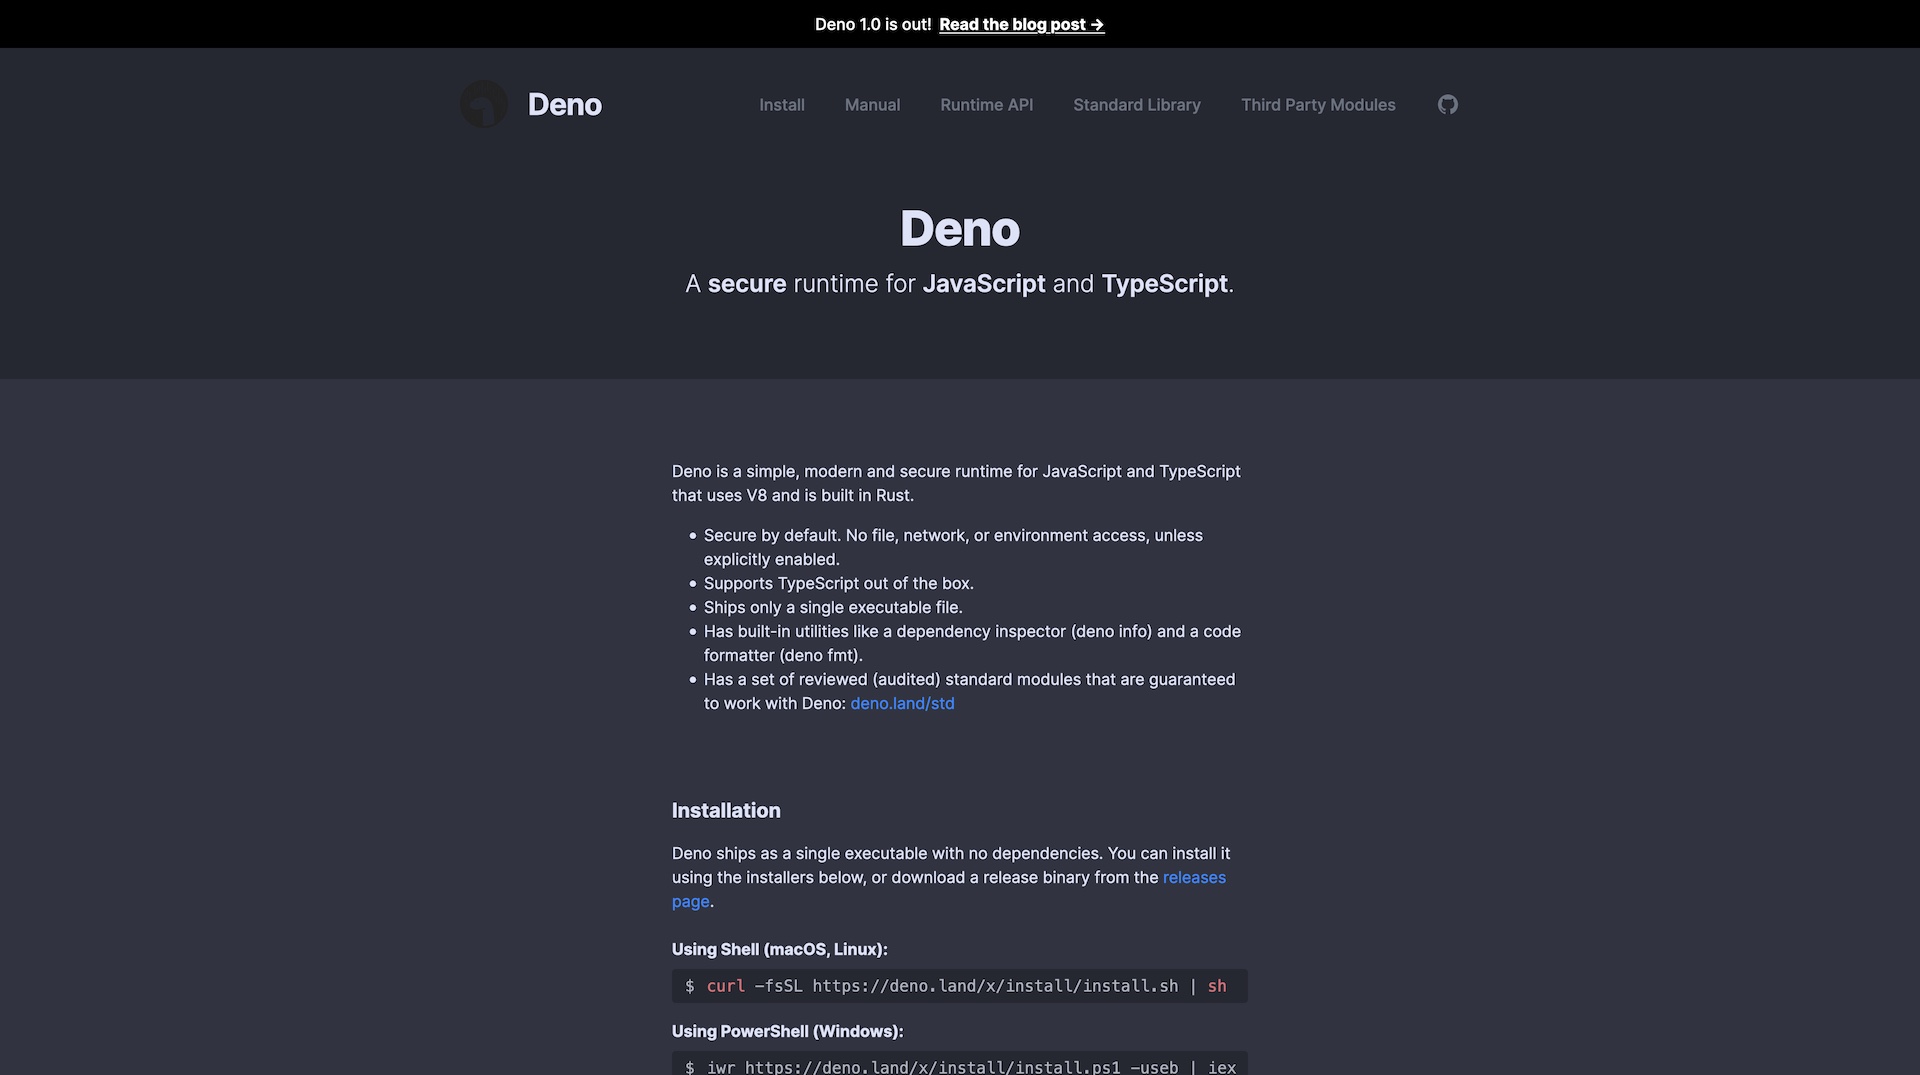 Deno 1.0 is out! Read the blog post →
Deno
Install Manual Runtime API Standard Library Third Party Modules
Deno
A secure runtime for JavaScript and TypeScript.
Deno is a simple, modern and secure runtime for JavaScript and TypeScript
that uses V8 and is built in Rust.
• Secure by default. No file, network, or environment access, unless
explicitly enabled.
• Supports TypeScript out of the box.
• Ships only a single executable file.
• Has built-in utilities like a dependency inspector (deno info) and a code
formatter (deno fmt).
• Has a set of reviewed (audited) standard modules that are guaranteed
to work with Deno: deno.land/std
Installation
Deno ships as a single executable with no dependencies. You can install it
using the installers below, or download a release binary from the releases
page.
Using Shell (macOS, Linux):
$ curl -fsSL https://deno.land/x/install/install.sh | sh
Using PowerShell (Windows):
$ iwr https://deno.land/x/install/install.ps1 -useb | iex